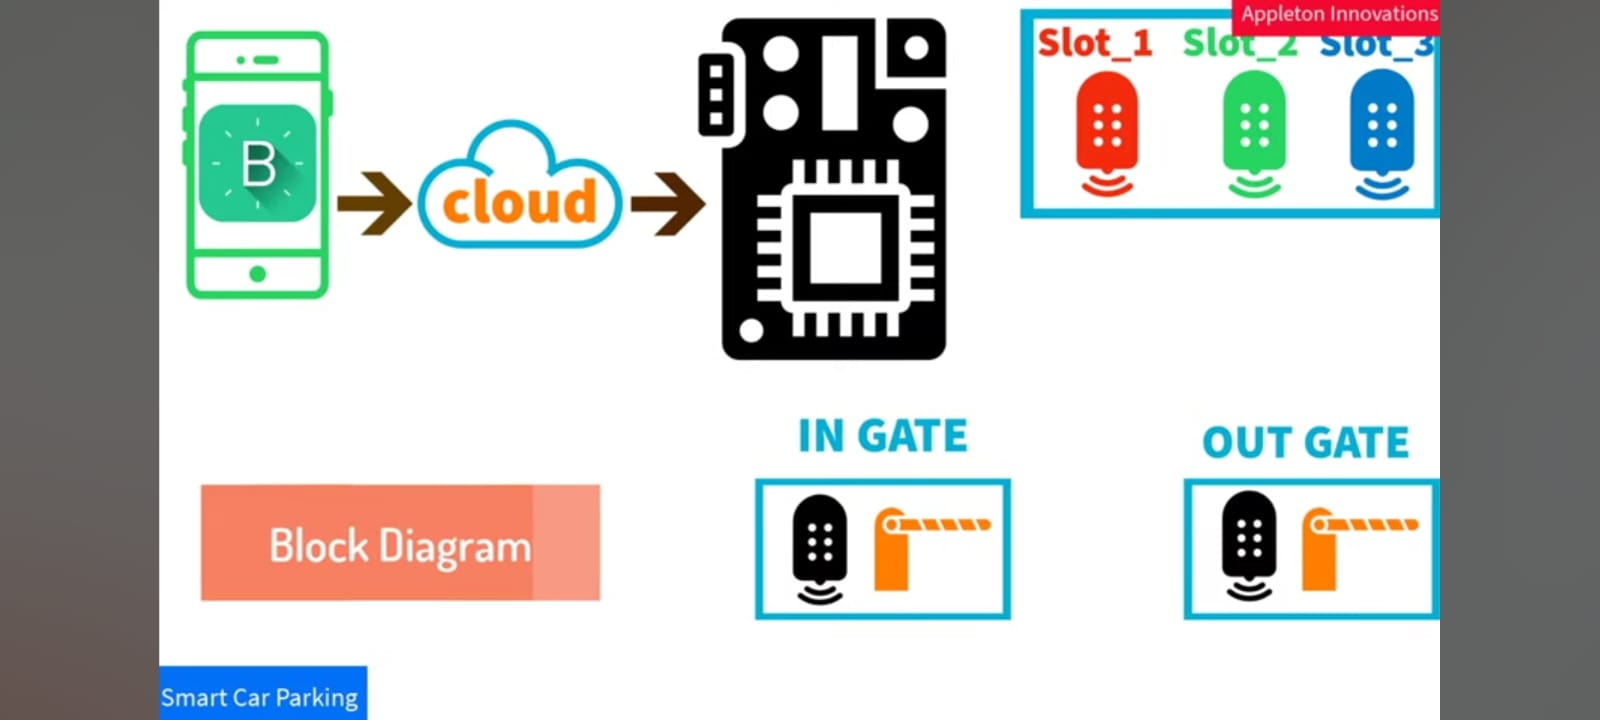 Appleton Innovations
Slot_1 Slot_2 Slot_3
B
cloud
IN GATE
OUT GATE
Block Diagram
Smart Car Parking